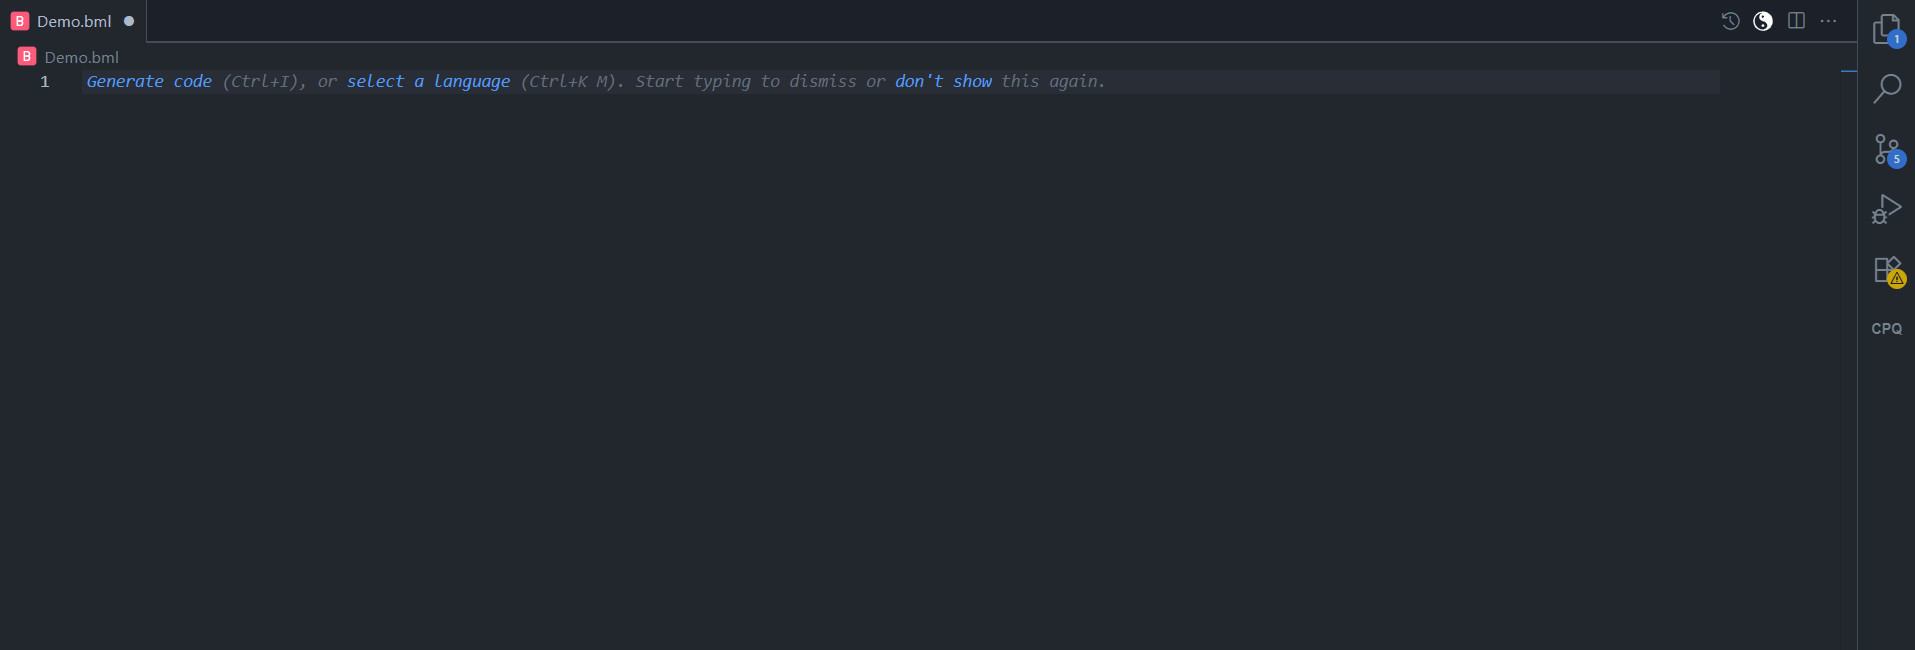 B Demo.bml
B Demo.bml
1 Generate code (Ctrl+I), or select a language (Ctrl+K M). Start typing to dismiss or don't show this again.
1
5
CPQ